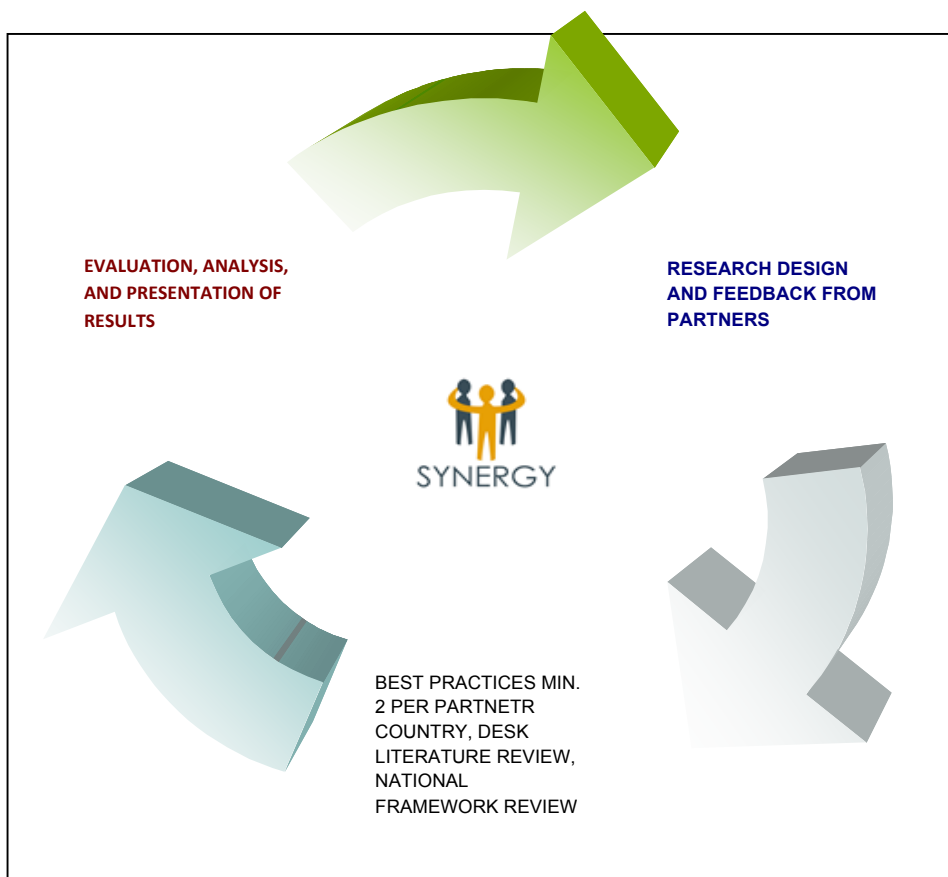 EVALUATION, ANALYSIS,
AND PRESENTATION OF
RESULTS
RESEARCH DESIGN
AND FEEDBACK FROM
PARTNERS
SYNERGY
BEST PRACTICES MIN.
2 PER PARTNETR
COUNTRY, DESK
LITERATURE REVIEW,
NATIONAL
FRAMEWORK REVIEW